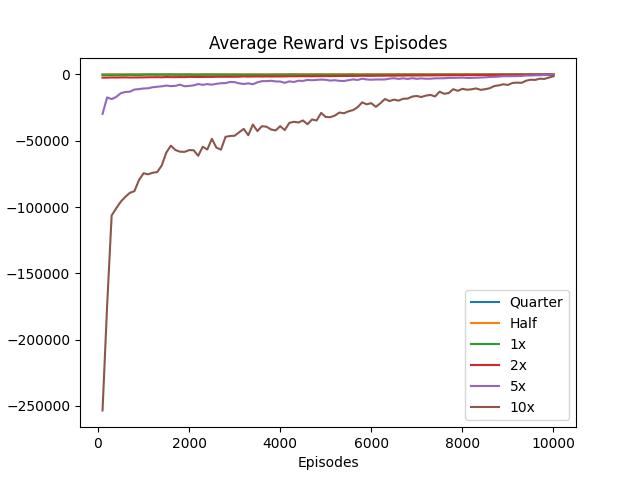 Average Reward vs Episodes
0
−50000
−100000
−150000
−200000
−250000
Quarter
Half
1x
2x
5x
10x
0 2000 4000 6000 8000 10000
Episodes